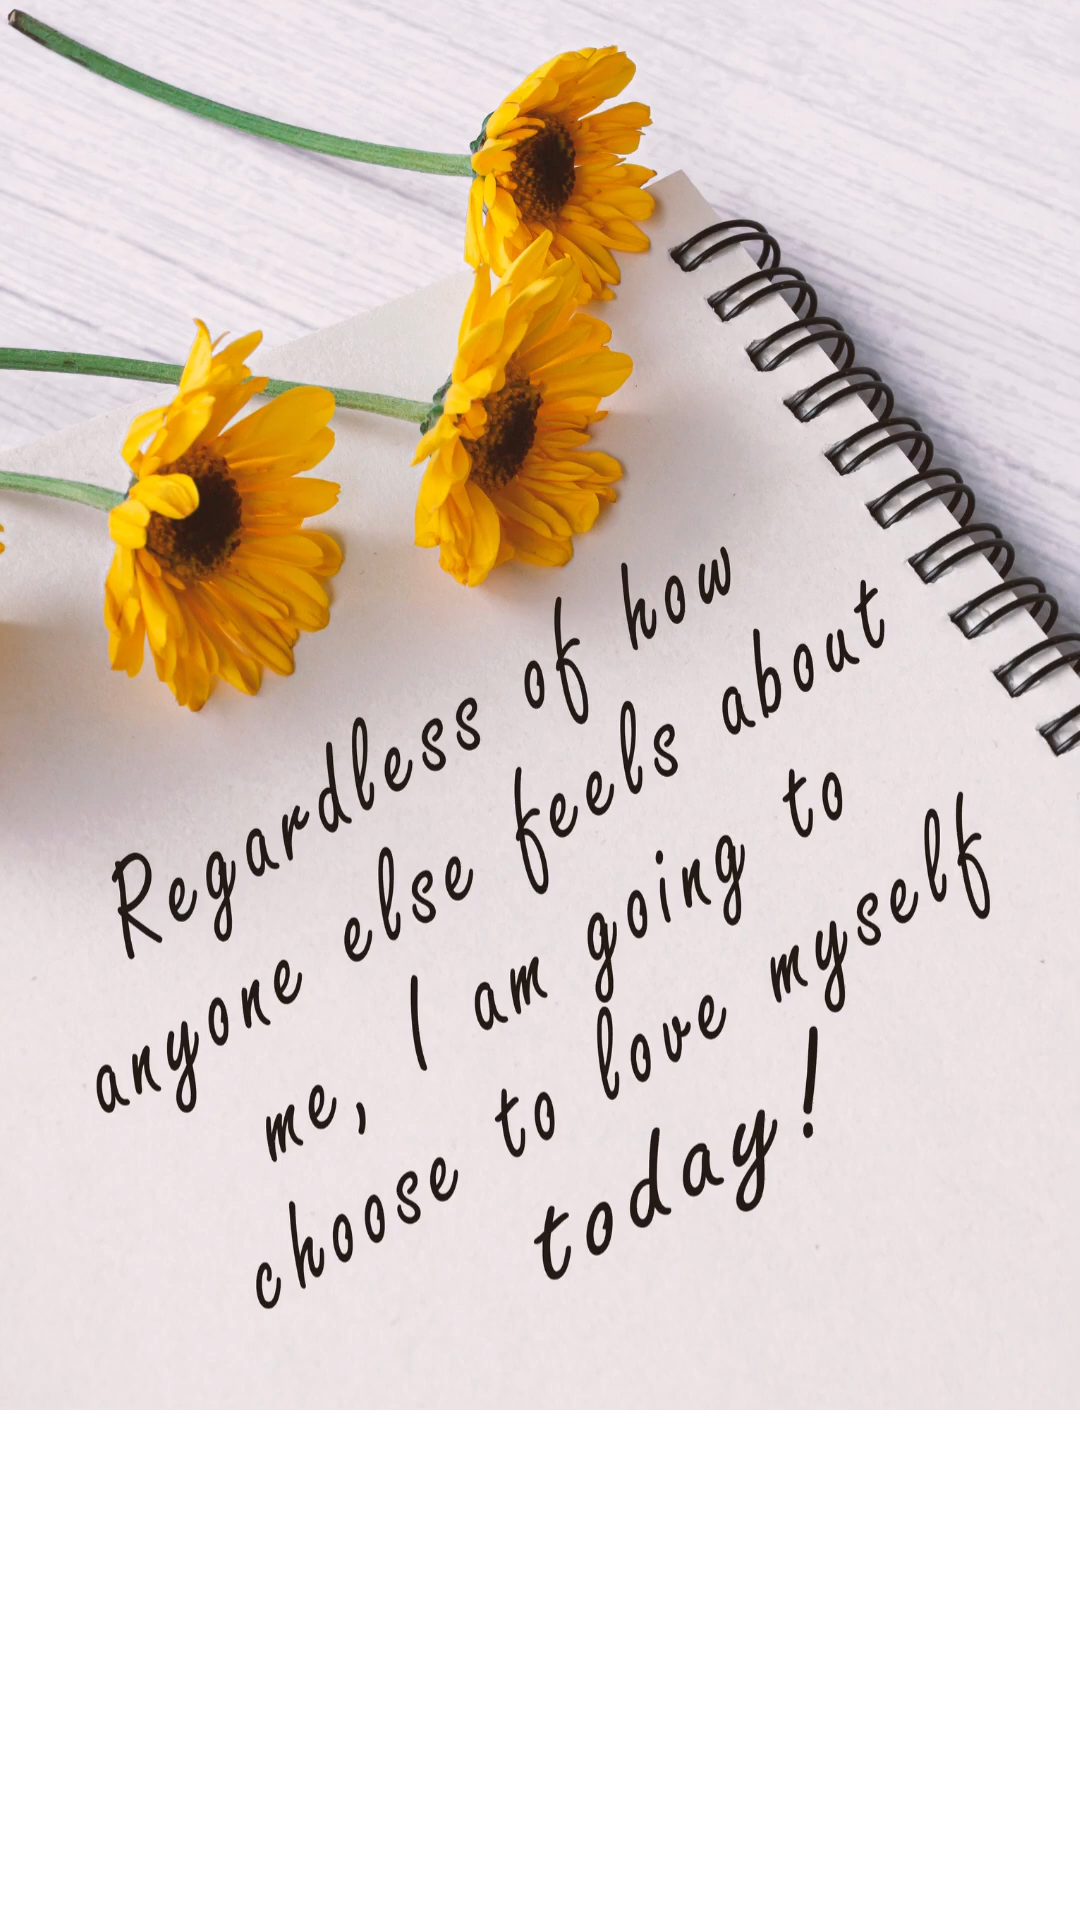 Regardless of how
anyone else feels about
me, I am going to
choose to love myself
today!